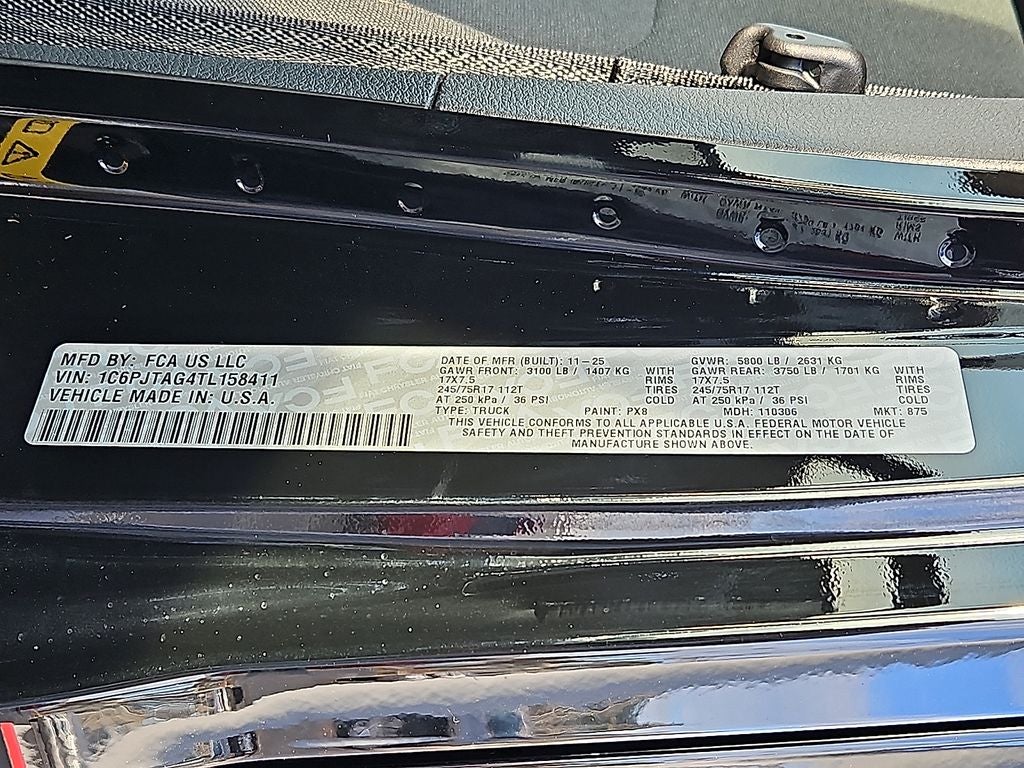 MFD BY: FCA US LLC
VIN: 1C6PJTAG4TL158411
VEHICLE MADE IN: U.S.A.
DATE OF MFR (BUILT): 11-25 GVWR: 5800 LB / 2631 KG
GAWR FRONT: 3100 LB / 1407 KG WITH GAWR REAR: 3750 LB / 1701 KG WITH
17X7.5 RIMS 17X7.5 RIMS
245/75R17 112T TIRES 245/75R17 112T TIRES
AT 250 kPa / 36 PSI COLD AT 250 kPa / 36 PSI COLD
TYPE: TRUCK PAINT: PX8 MDH: 110306 MKT: 875
THIS VEHICLE CONFORMS TO ALL APPLICABLE U.S.A. FEDERAL MOTOR VEHICLE
SAFETY AND THEFT PREVENTION STANDARDS IN EFFECT ON THE DATE OF
MANUFACTURE SHOWN ABOVE.